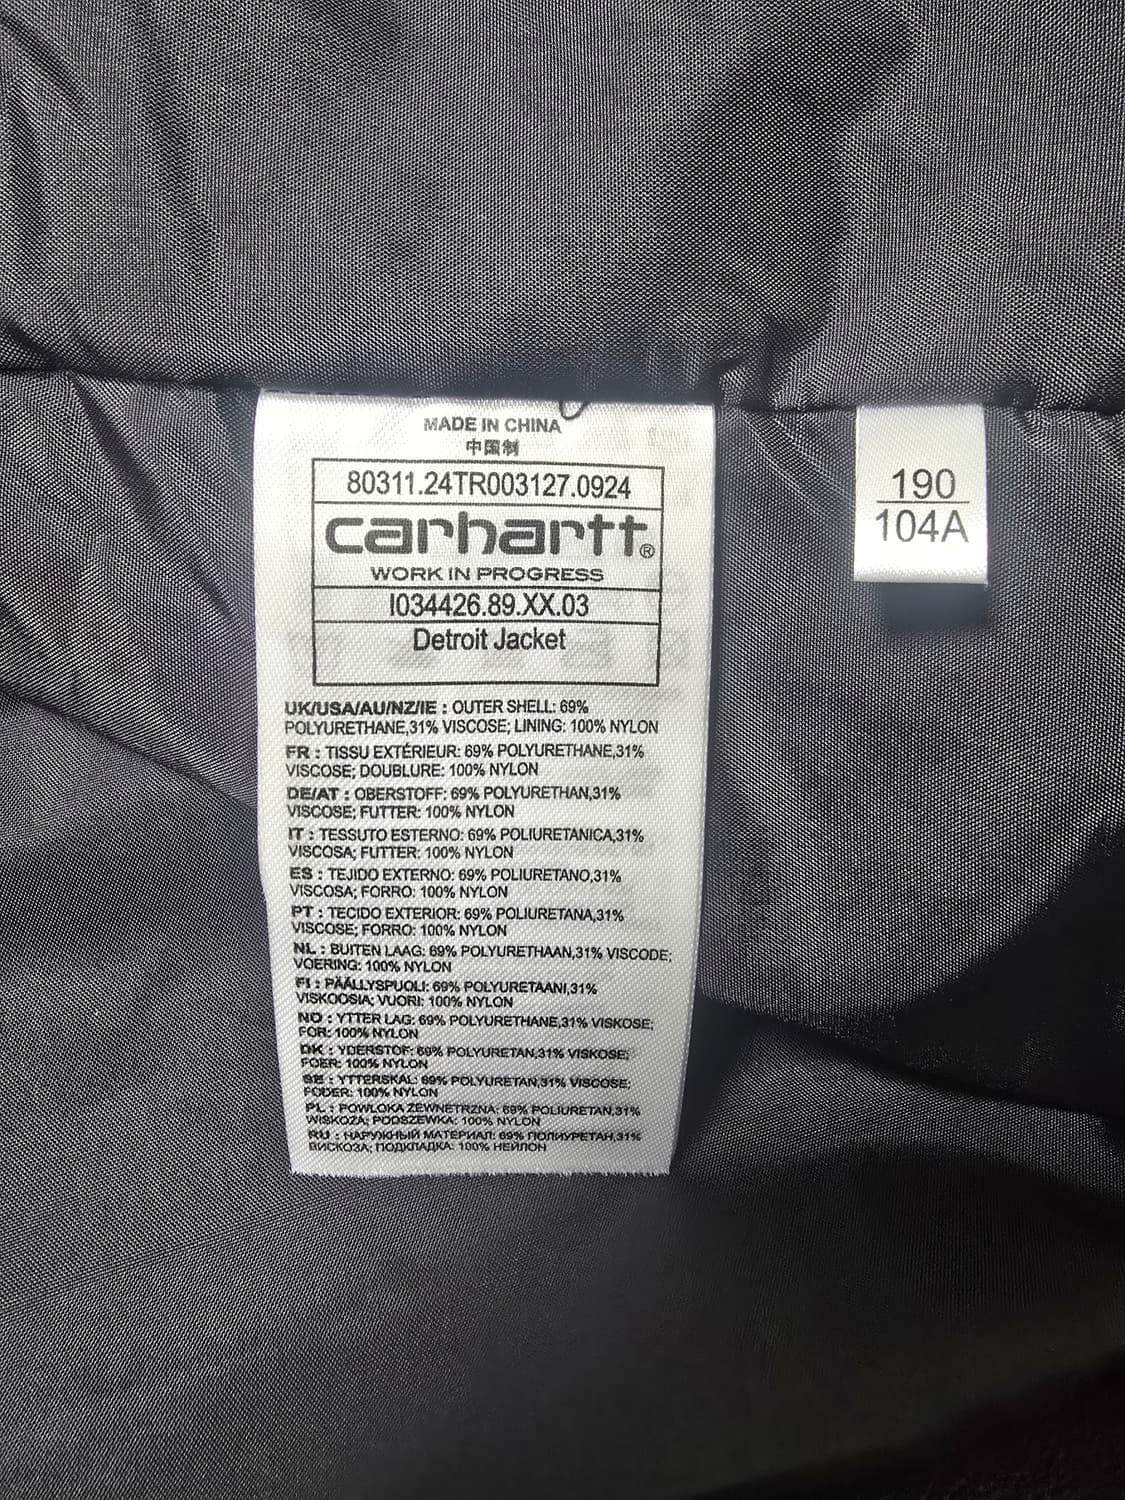 MADE IN CHINA
中国制
80311.24TR003127.0924
carhartt®
WORK IN PROGRESS
I034426.89.XX.03
Detroit Jacket
UK/USA/AU/NZ/IE : OUTER SHELL: 69%
POLYURETHANE,31% VISCOSE; LINING: 100% NYLON
FR : TISSU EXTÉRIEUR: 69% POLYURETHANE,31%
VISCOSE; DOUBLURE: 100% NYLON
DE/AT : OBERSTOFF: 69% POLYURETHAN,31%
VISCOSE; FUTTER: 100% NYLON
IT : TESSUTO ESTERNO: 69% POLIURETANICA,31%
VISCOSA; FUTTER: 100% NYLON
ES : TEJIDO EXTERNO: 69% POLIURETANO,31%
VISCOSA; FORRO: 100% NYLON
PT : TECIDO EXTERIOR: 69% POLIURETANA,31%
VISCOSE; FORRO: 100% NYLON
NL : BUITEN LAAG: 69% POLYURETHAAN,31% VISCODE;
VOERING: 100% NYLON
FI : PÄÄLLYSPUOLI: 69% POLYURETAANI,31%
VISKOOSIA; VUORI: 100% NYLON
NO : YTTER LAG: 69% POLYURETHANE,31% VISKOSE;
FOR: 100% NYLON
DK : YDERSTOF: 69% POLYURETAN,31% VISKOSE;
FOER: 100% NYLON
SE : YTTERSKAL: 69% POLYURETAN,31% VISCOSE;
FODER: 100% NYLON
PL : POWLOKA ZEWNETRZNA: 69% POLIURETAN,31%
WISKOZA; PODSZEWKA: 100% NYLON
RU : НАРУЖНЫЙ МАТЕРИАЛ: 69% ПОЛИУРЕТАН,31%
ВИСКОЗА; ПОДКЛАДКА: 100% НЕЙЛОН
190
104A